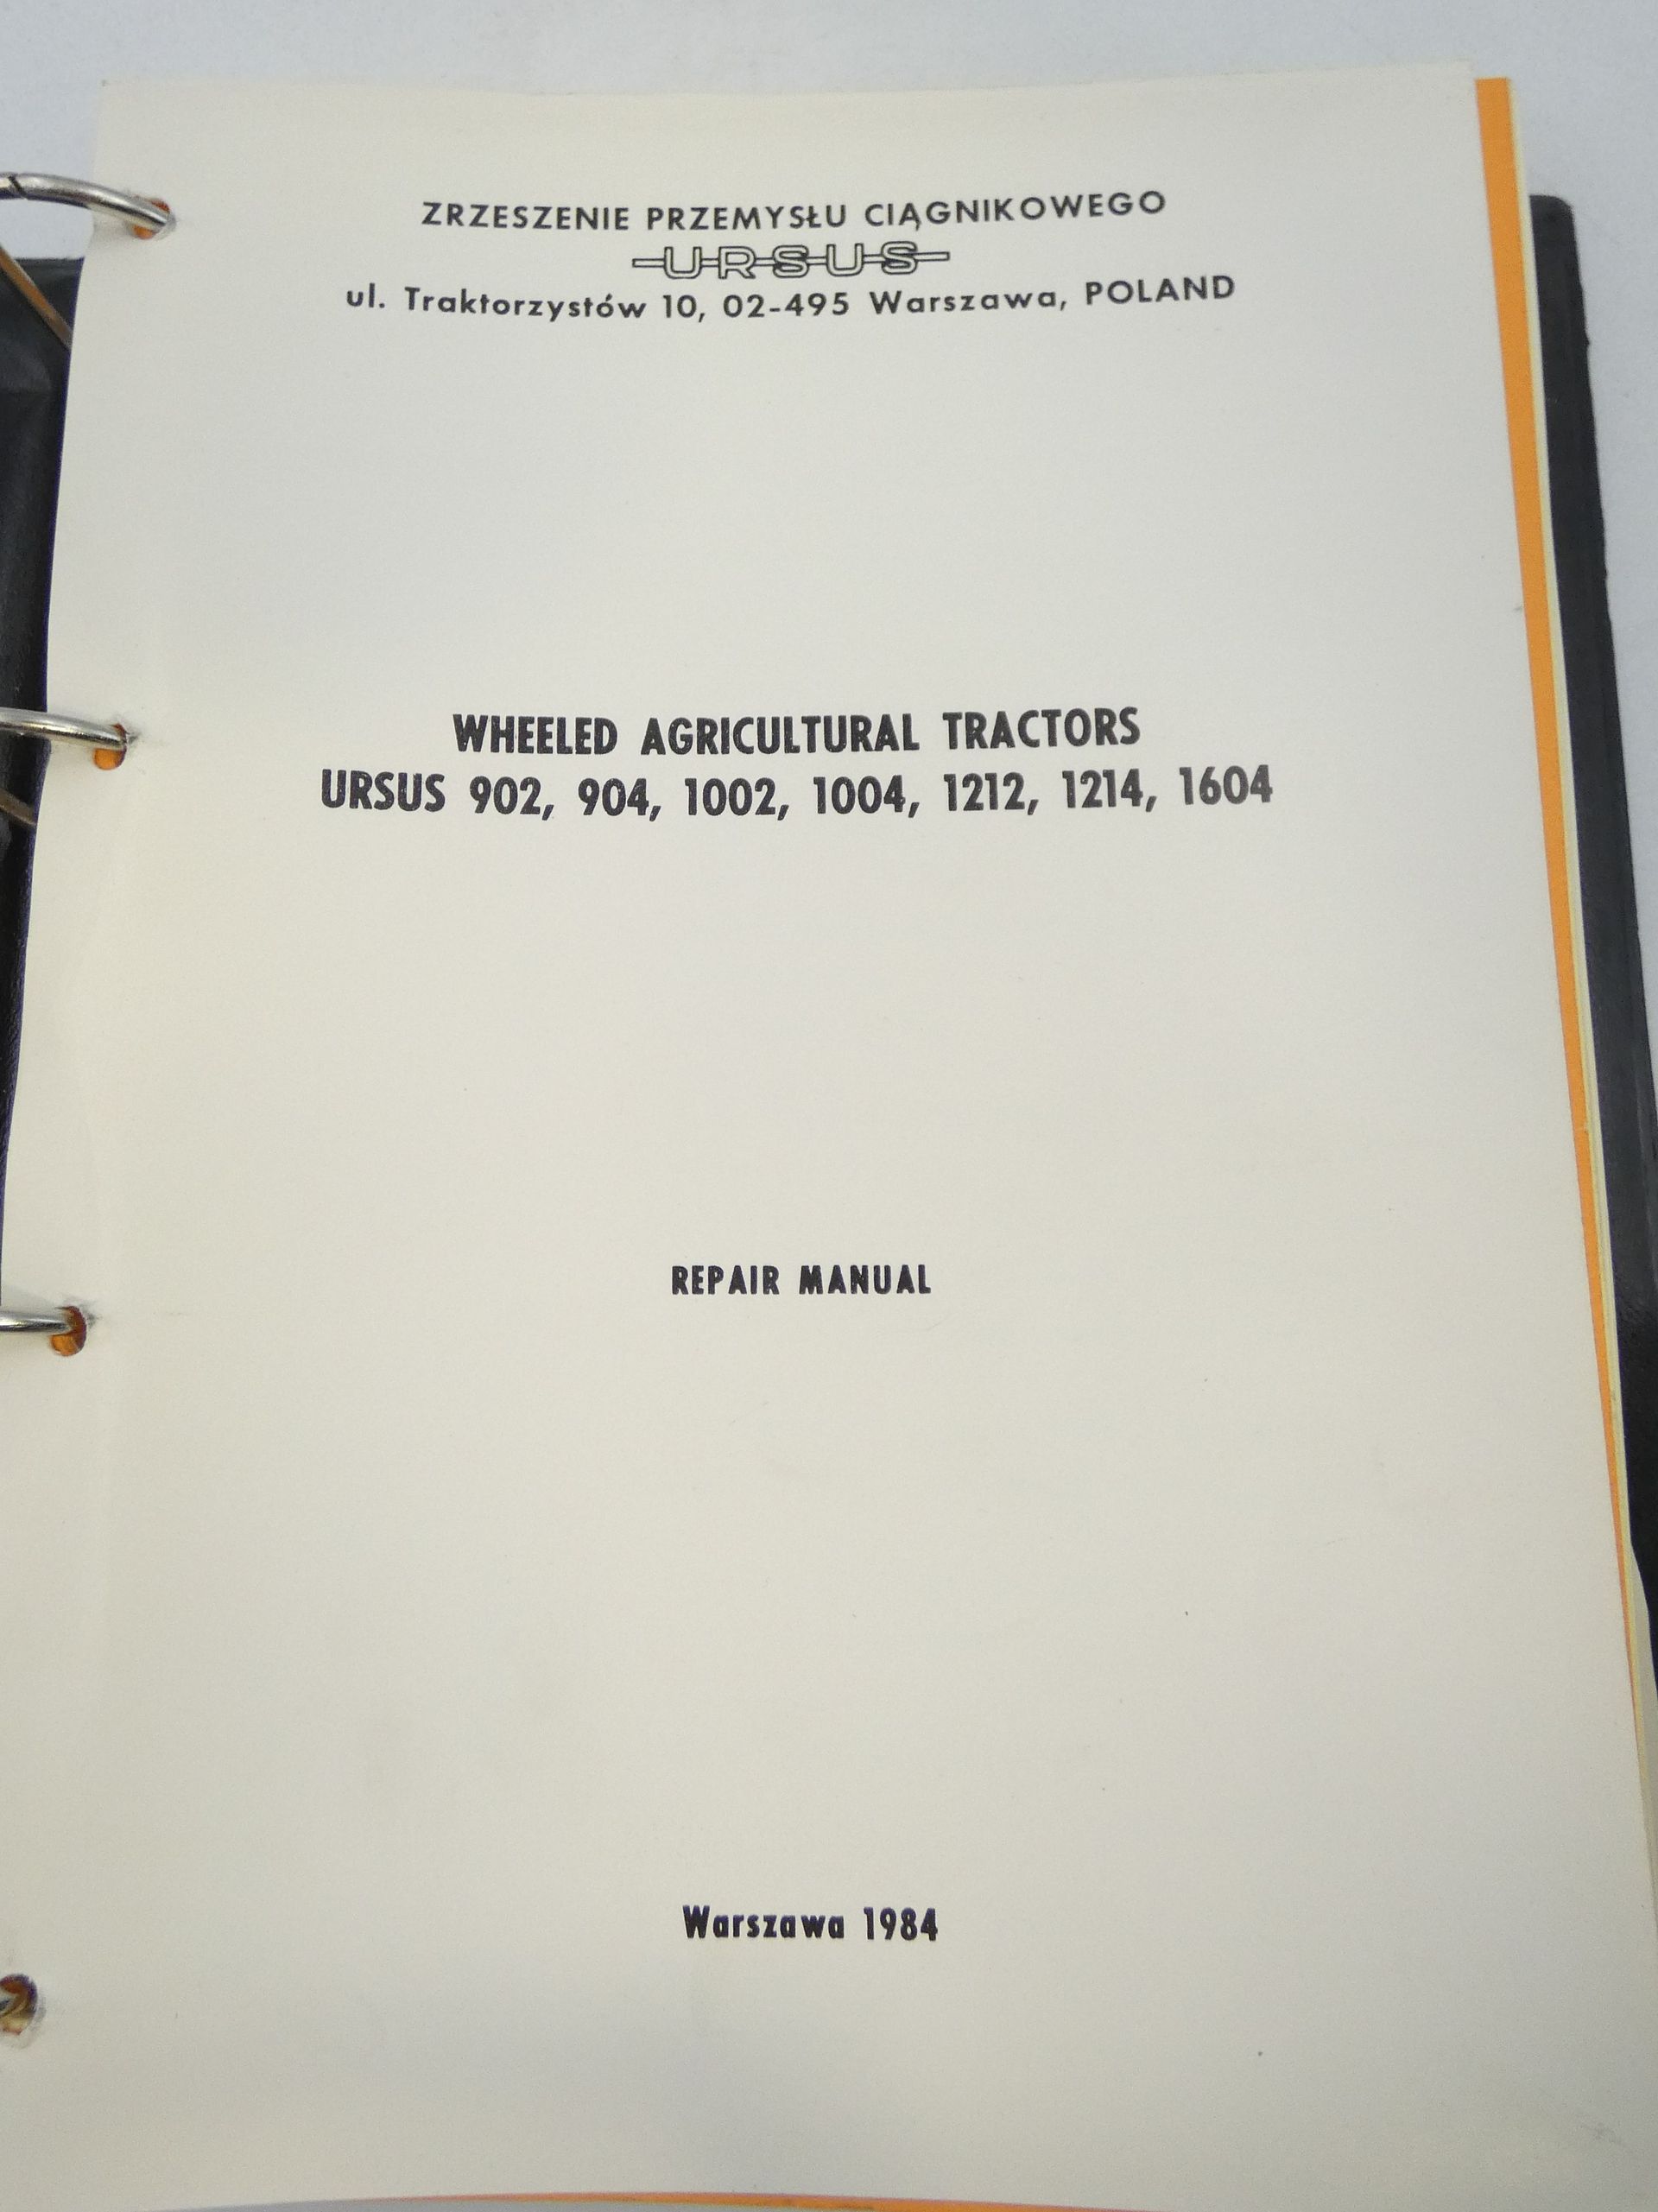 ZRZESZENIE PRZEMYSŁU CIĄGNIKOWEGO
URSUS
ul. Traktorzystów 10, 02-495 Warszawa, POLAND
WHEELED AGRICULTURAL TRACTORS
URSUS 902, 904, 1002, 1004, 1212, 1214, 1604
REPAIR MANUAL
Warszawa 1984